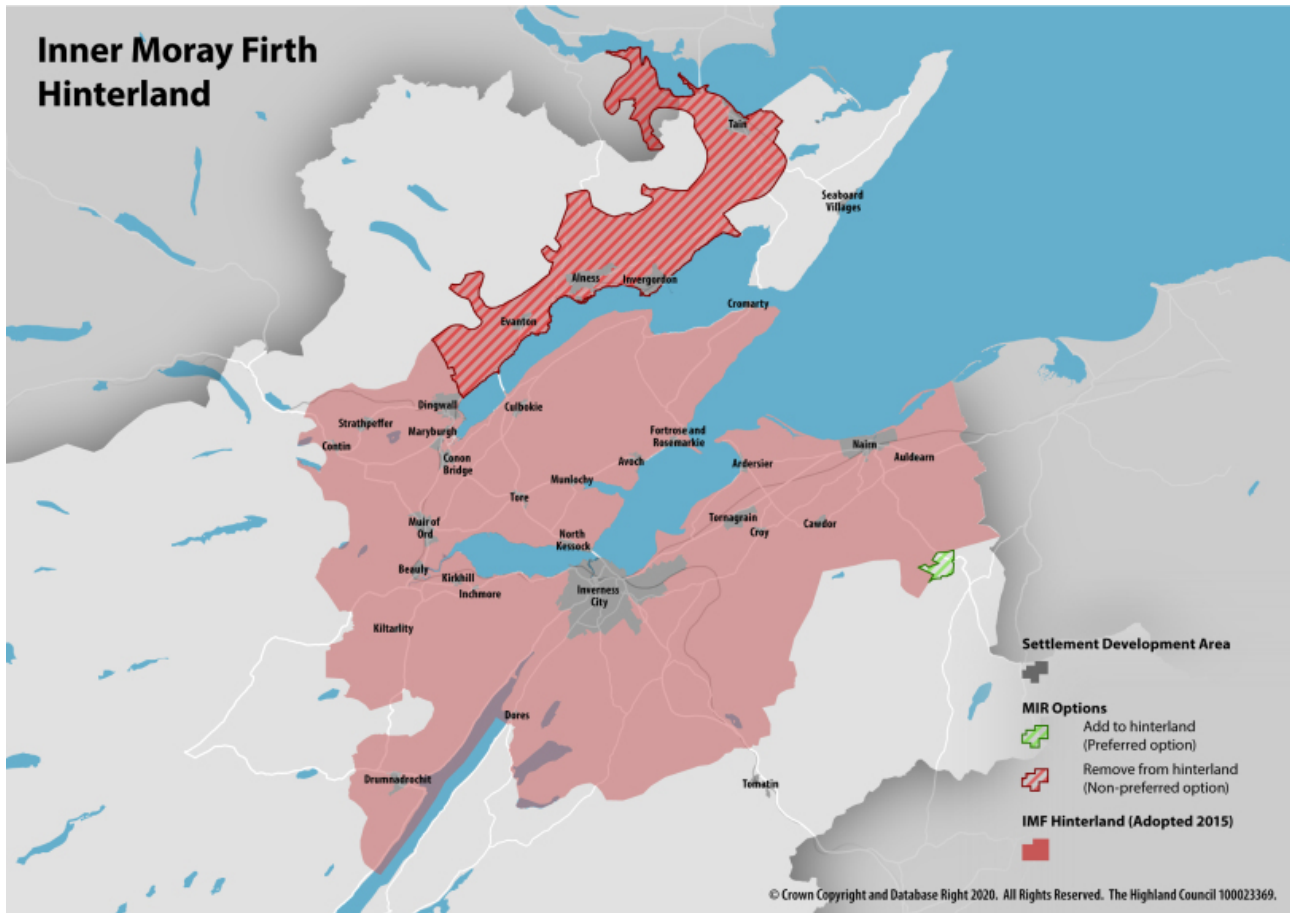 Inner Moray Firth
Hinterland
Tain
Seaboard
Villages
Alness
Invergordon
Cromarty
Evanton
Dingwall
Culbokie
Strathpeffer
Maryburgh
Fortrose and
Rosemarkie
Contin
Conon
Bridge
Avoch
Ardersier
Nairn
Auldearn
Munlochy
Tore
Muir of
Ord
North
Kessock
Tornagrain
Croy
Cawdor
Beauly
Kirkhill
Inchmore
Inverness
City
Kiltarlity
Dores
Drumnadrochit
Tomatin
Settlement Development Area
MIR Options
Add to hinterland
(Preferred option)
Remove from hinterland
(Non-preferred option)
IMF Hinterland (Adopted 2015)
© Crown Copyright and Database Right 2020. All Rights Reserved. The Highland Council 100023369.